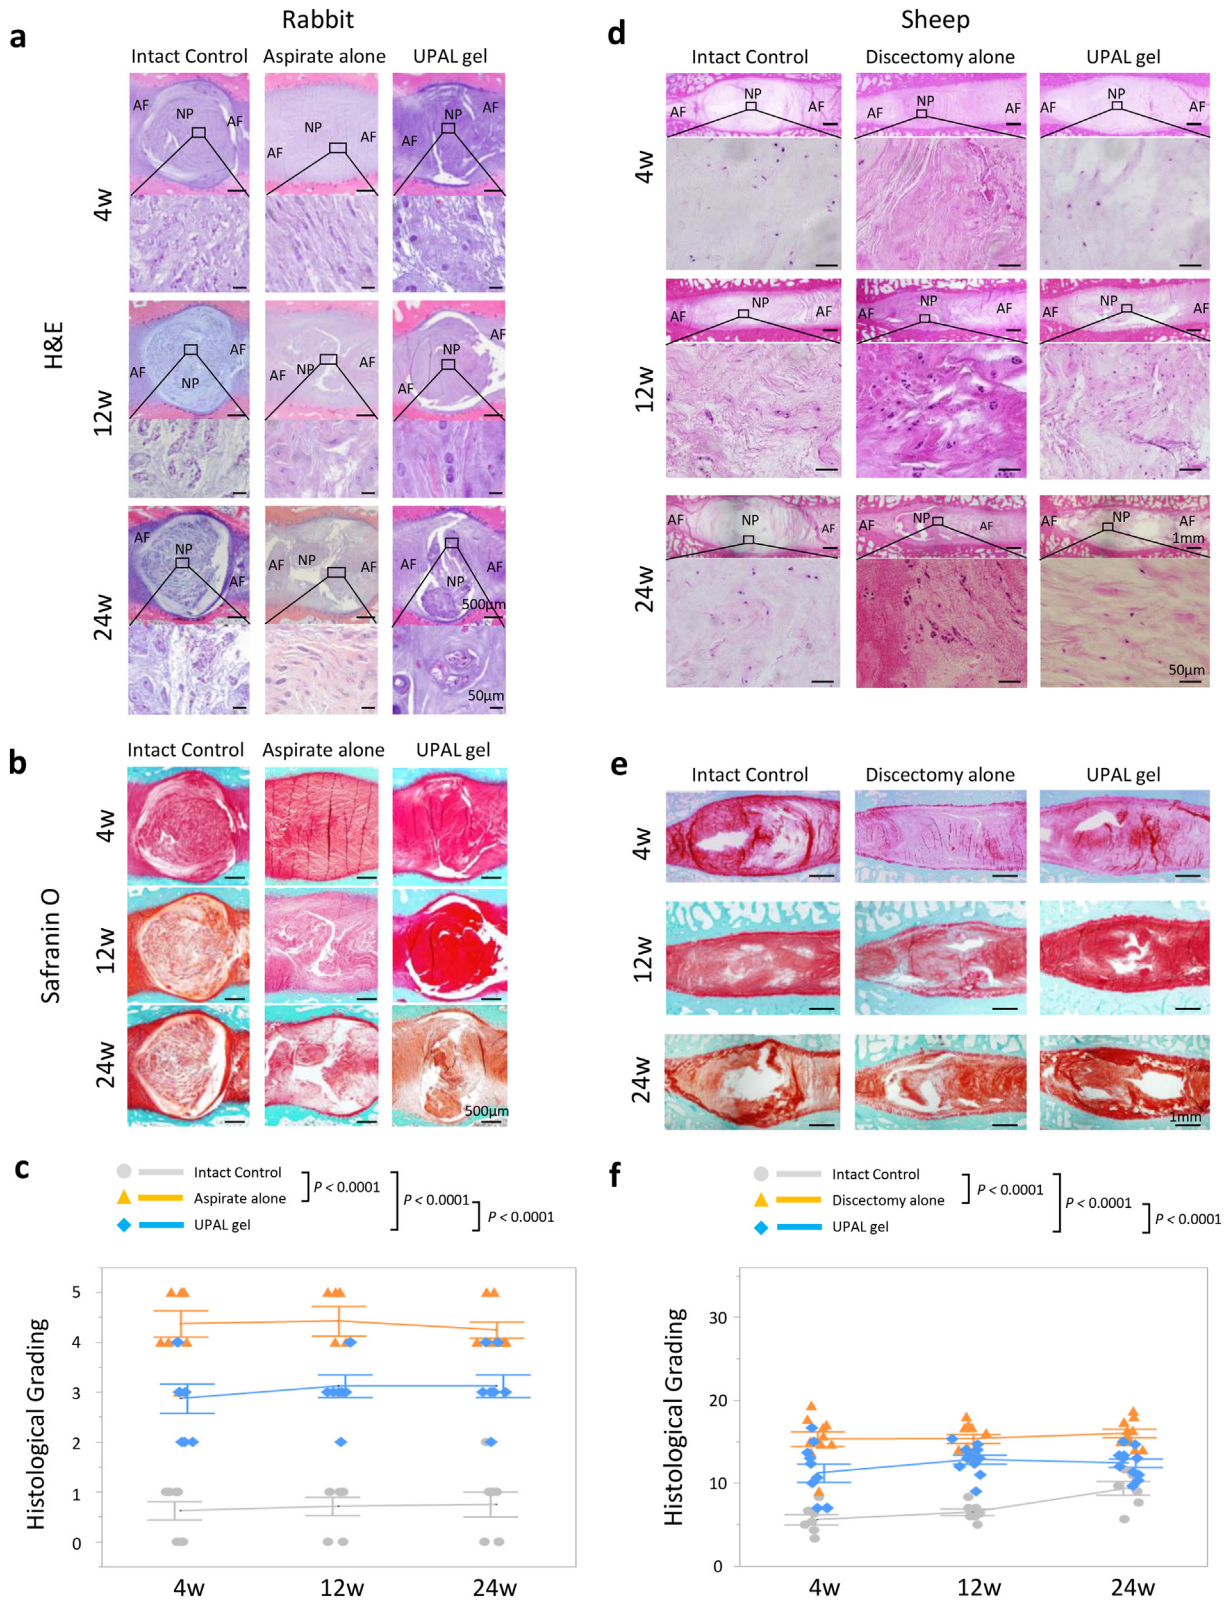 Rabbit
a
Intact Control Aspirate alone UPAL gel
AF NP AF
NP AF
AF NP AF
4w
H&E
AF NP AF
AF NP
AF NP AF
12w
AF NP AF
AF NP AF
NP AF
500µm
24w
50µm
b
Intact Control Aspirate alone UPAL gel
4w
Safranin O
12w
24w
500µm
c
Intact Control
Aspirate alone
UPAL gel
P < 0.0001
P < 0.0001
P < 0.0001
Histological Grading
5
4
3
2
1
0
4w 12w 24w
Sheep
d
Intact Control Discectomy alone UPAL gel
AF NP AF
AF NP AF
AF NP AF
4w
AF NP AF
AF NP AF
AF NP AF
12w
AF NP AF
NP AF
NP AF
1mm
24w
50µm
e
Intact Control Discectomy alone UPAL gel
4w
12w
24w
1mm
f
Intact Control
Discectomy alone
UPAL gel
P < 0.0001
P < 0.0001
P < 0.0001
Histological Grading
30
20
10
0
4w 12w 24w